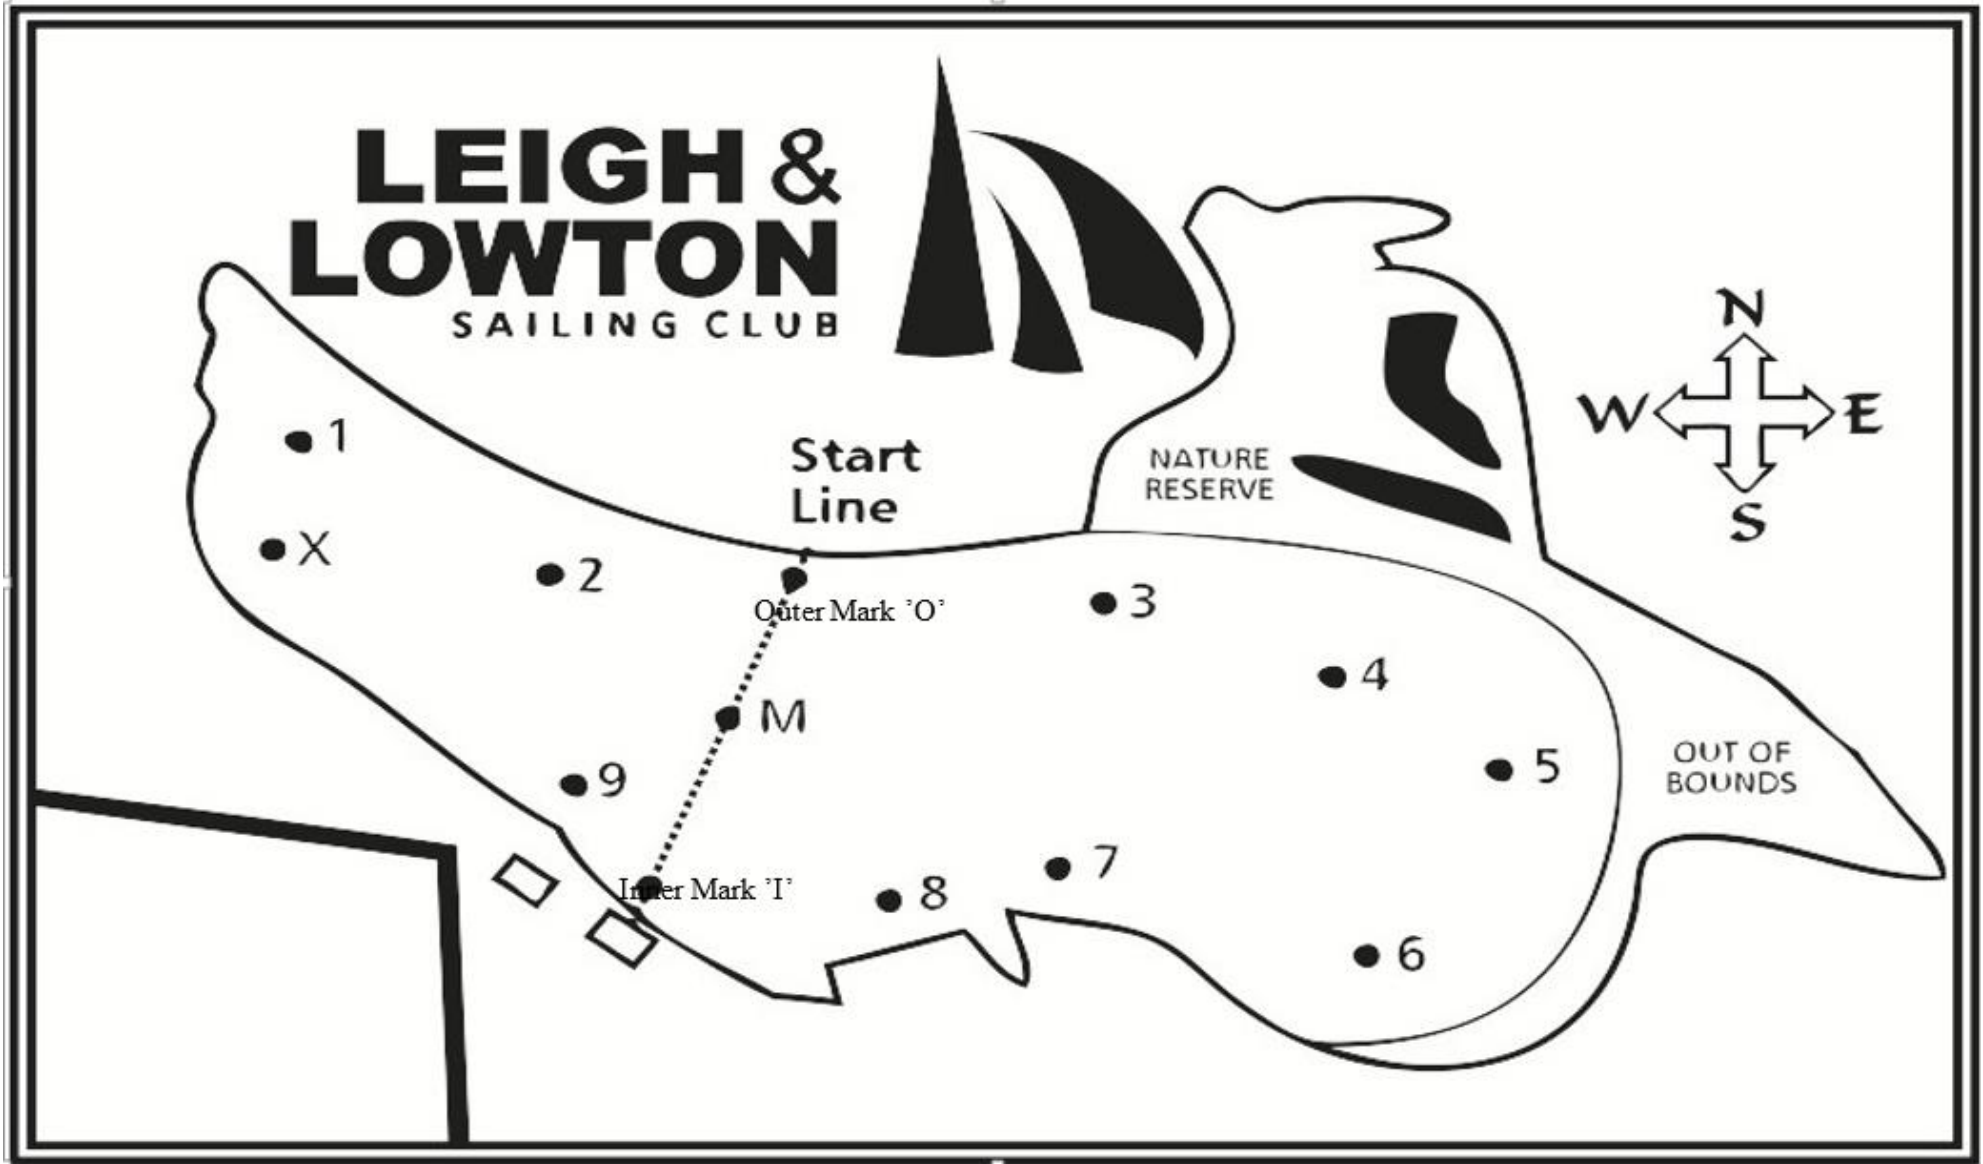 LEIGH &
LOWTON
SAILING CLUB
N
W E
S
1
Start
Line
NATURE
RESERVE
X
2
Outer Mark 'O'
3
4
M
5
OUT OF
BOUNDS
9
Inner Mark 'I'
8
7
6